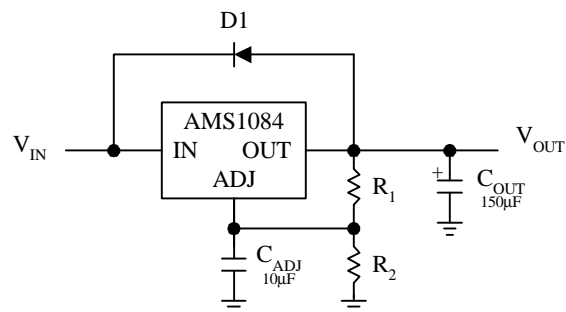 D1
AMS1084
V_IN
IN OUT
V_OUT
ADJ
+
R_1
C_OUT
150µF
C_ADJ
10µF
R_2